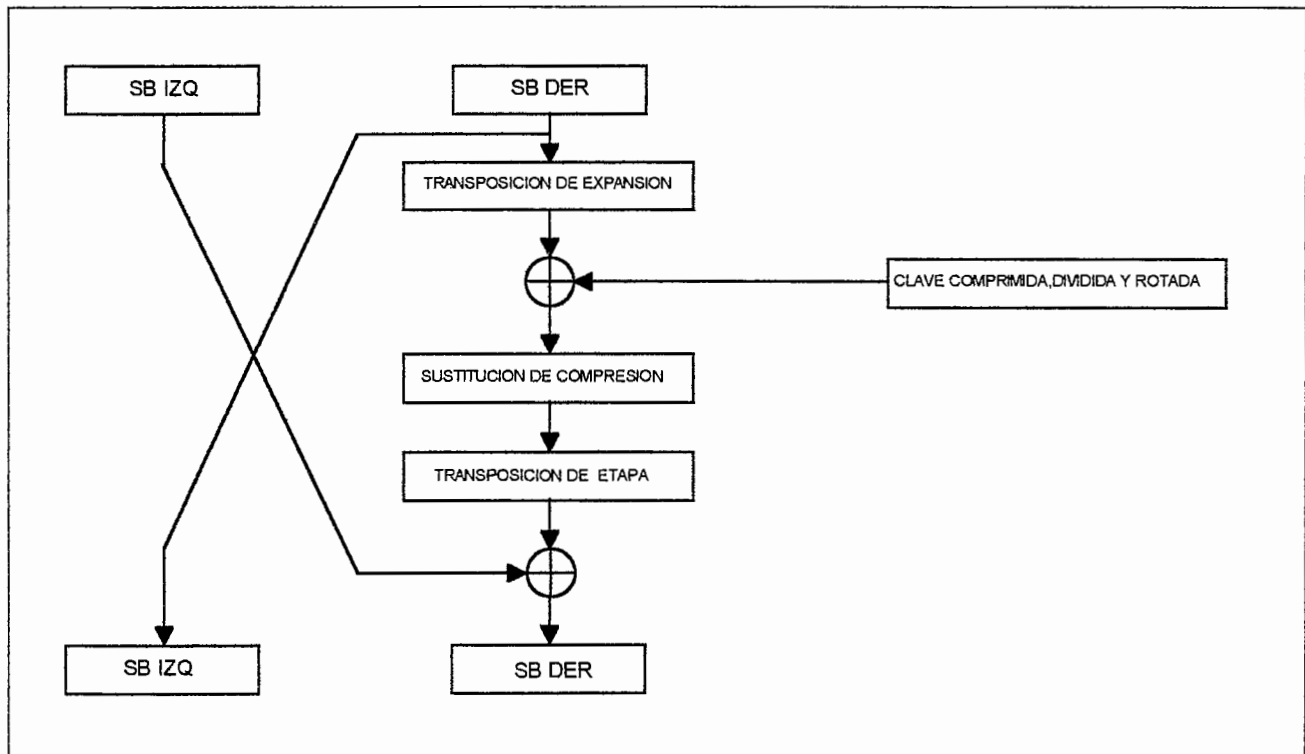 SB IZQ
SB DER
TRANSPOSICION DE EXPANSION
CLAVE COMPRIMIDA,DIVIDIDA Y ROTADA
SUSTITUCION DE COMPRESION
TRANSPOSICION DE ETAPA
SB IZQ
SB DER